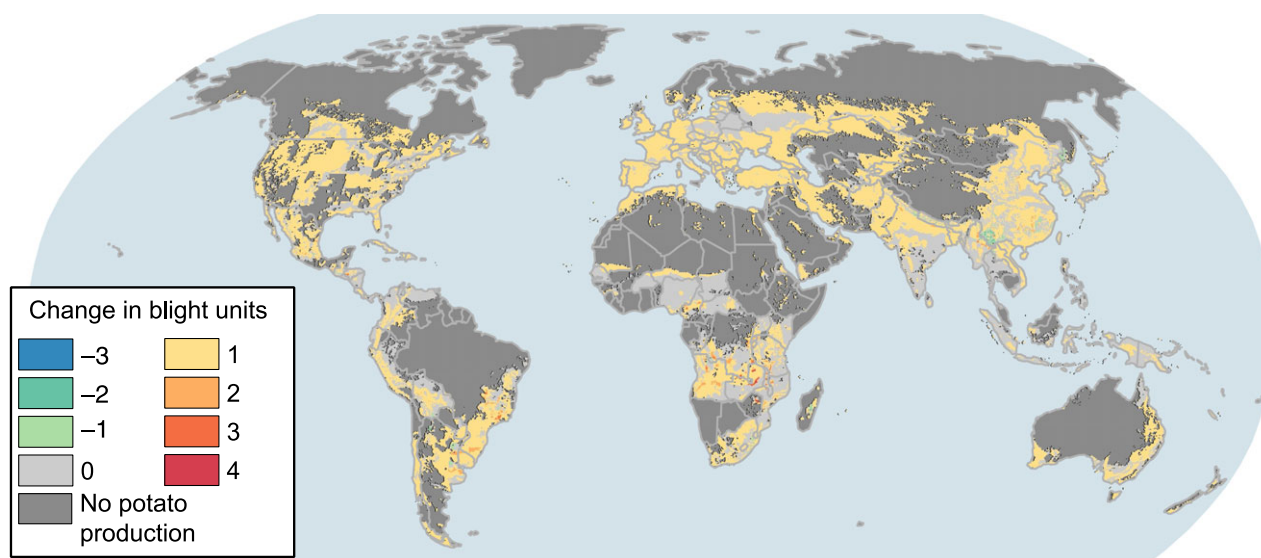 Change in blight units
–3 1
–2 2
–1 3
0 4
No potato
production